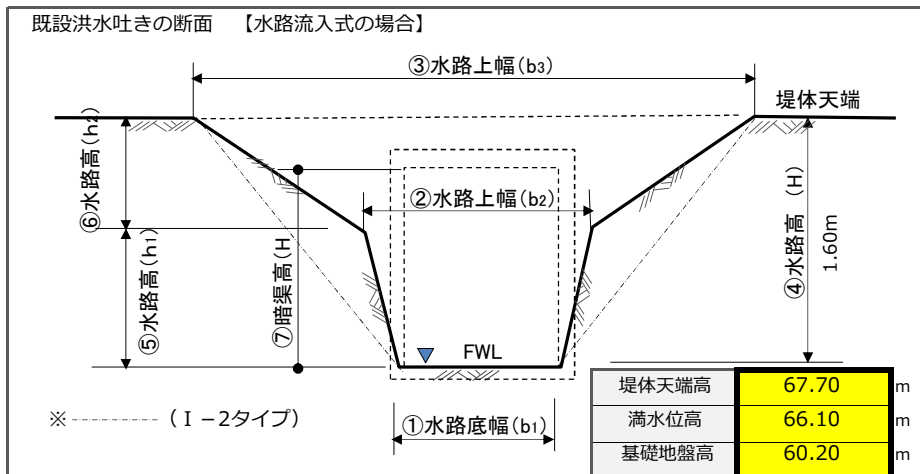 既設洪水吐きの断面　【水路流入式の場合】
③水路上幅(b3)
堤体天端
⑥水路高(h2)
②水路上幅(b2)
⑤水路高(h1)
⑦暗渠高(H
④水路高 (H)
1.60m
FWL
※ (Ⅰ－2タイプ)
①水路底幅(b1)
堤体天端高 67.70 m
満水位高 66.10 m
基礎地盤高 60.20 m